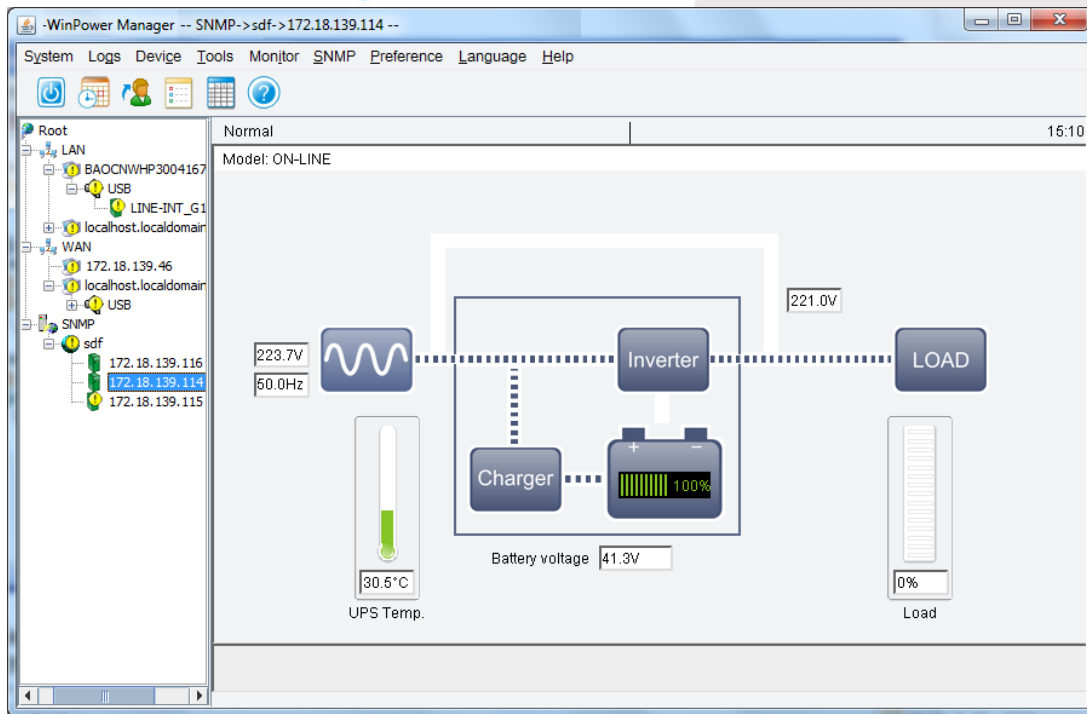 -WinPower Manager -- SNMP->sdf->172.18.139.114 --
System Logs Device Tools Monitor SNMP Preference Language Help
Root
LAN
BAOCNWHP3004167
USB
LINE-INT_G1
localhost.localdomain
WAN
172.18.139.46
localhost.localdomain
USB
SNMP
sdf
172.18.139.116
172.18.139.114
172.18.139.115
Normal 15:10
Model: ON-LINE
221.0V
223.7V
50.0Hz
Inverter
LOAD
Charger
+ −
100%
Battery voltage 41.3V
30.5°C
UPS Temp.
0%
Load